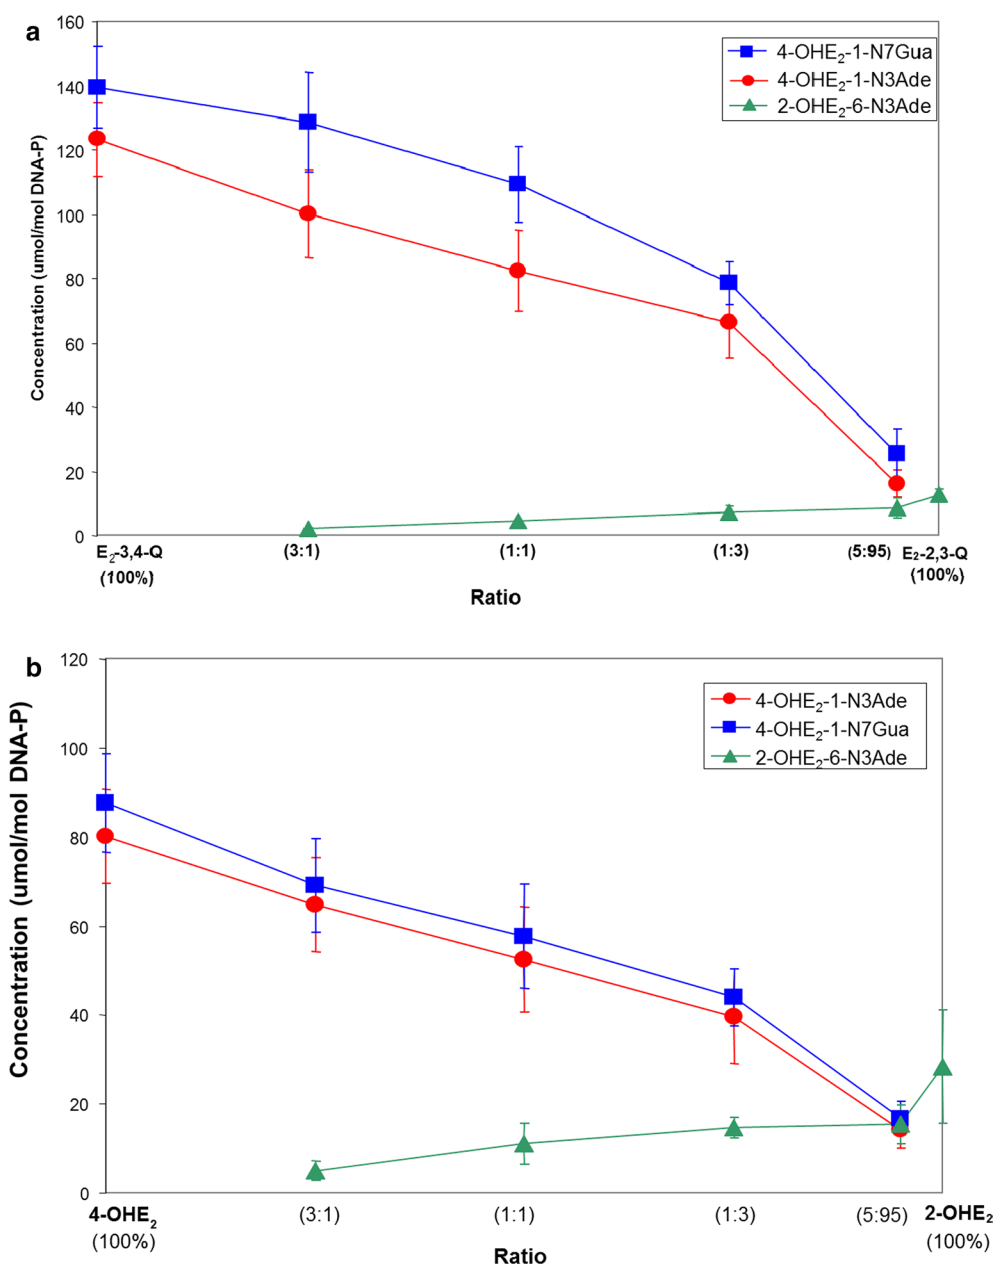 a
160
140
120
100
80
60
40
20
0
Concentration (umol/mol DNA-P)
4-OHE₂-1-N7Gua
4-OHE₂-1-N3Ade
2-OHE₂-6-N3Ade
E₂-3,4-Q (3:1) (1:1) (1:3) (5:95) E₂-2,3-Q
(100%) (100%)
Ratio
b
120
100
80
60
40
20
0
Concentration (umol/mol DNA-P)
4-OHE₂-1-N3Ade
4-OHE₂-1-N7Gua
2-OHE₂-6-N3Ade
4-OHE₂ (3:1) (1:1) (1:3) (5:95) 2-OHE₂
(100%) (100%)
Ratio